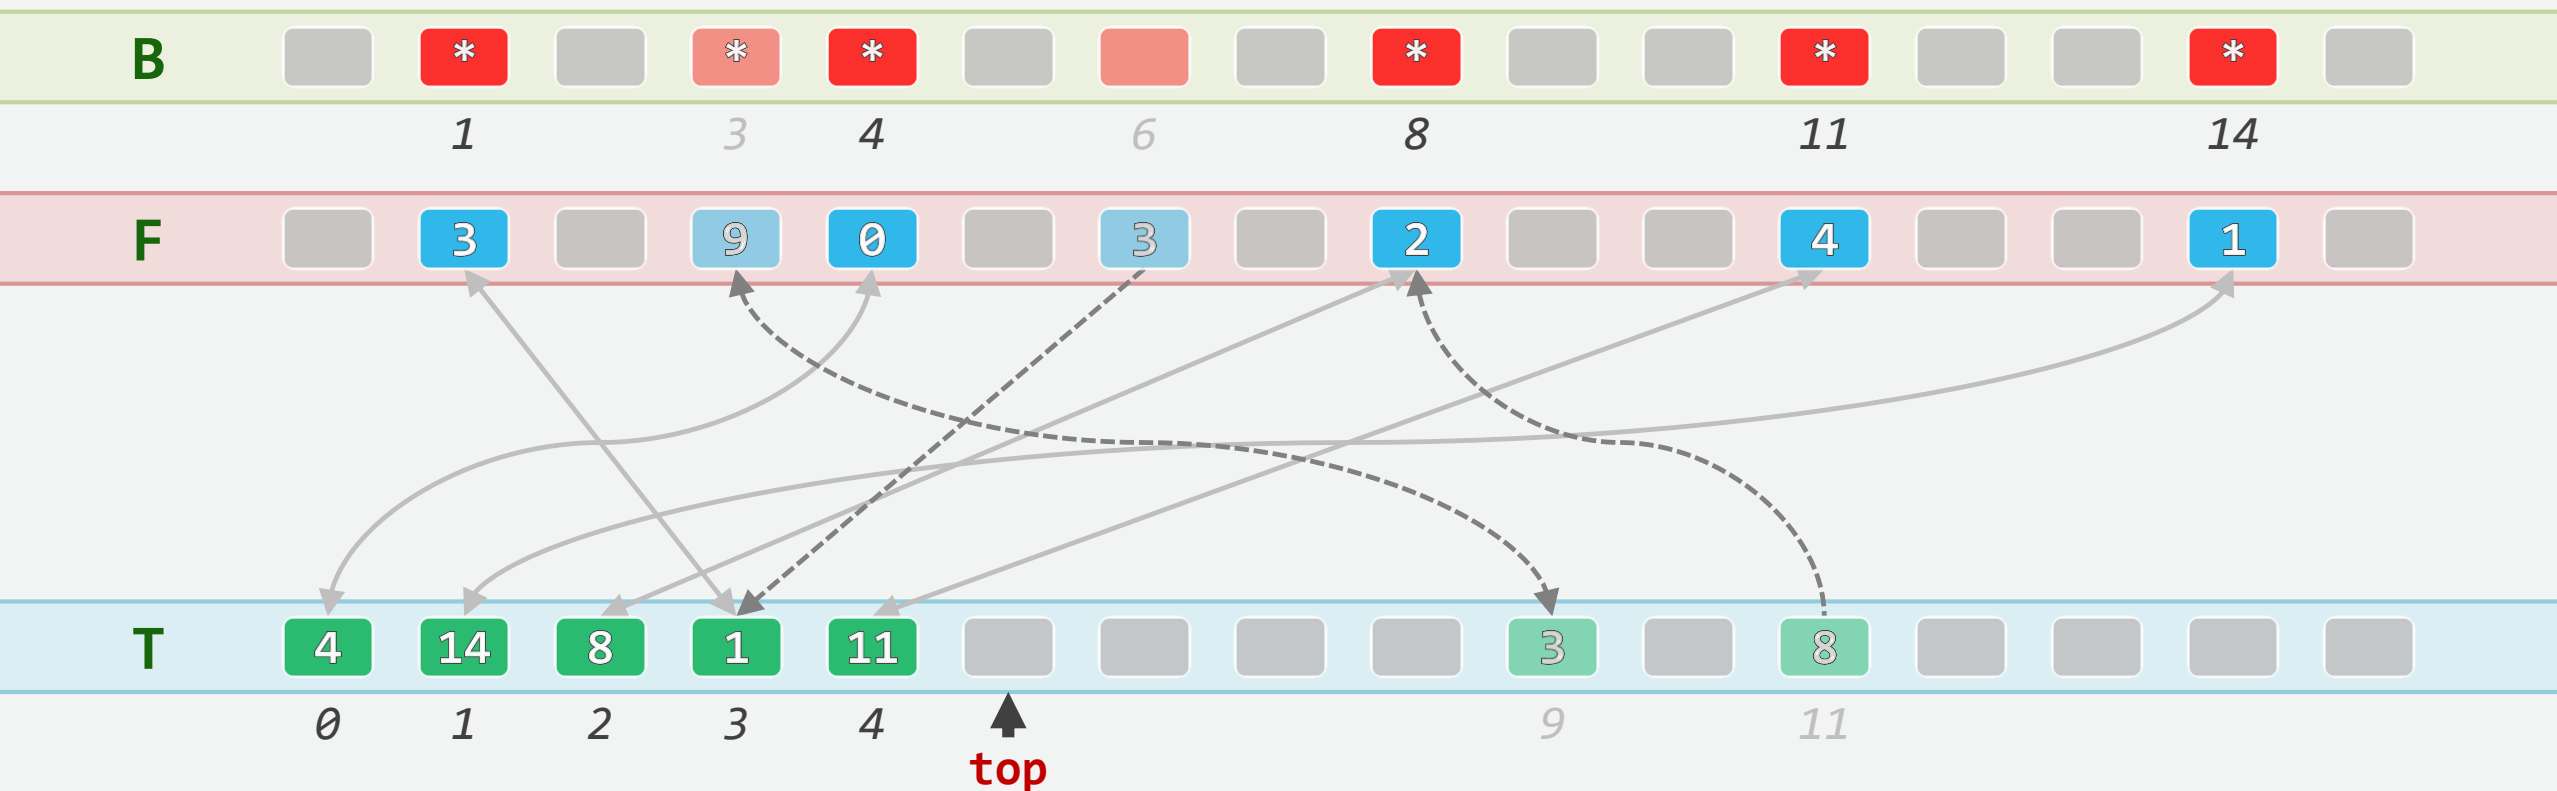 B * * * * * *
1 3 4 6 8 11 14
F 3 9 0 3 2 4 1
T 4 14 8 1 11 3 8
0 1 2 3 4 9 11
top